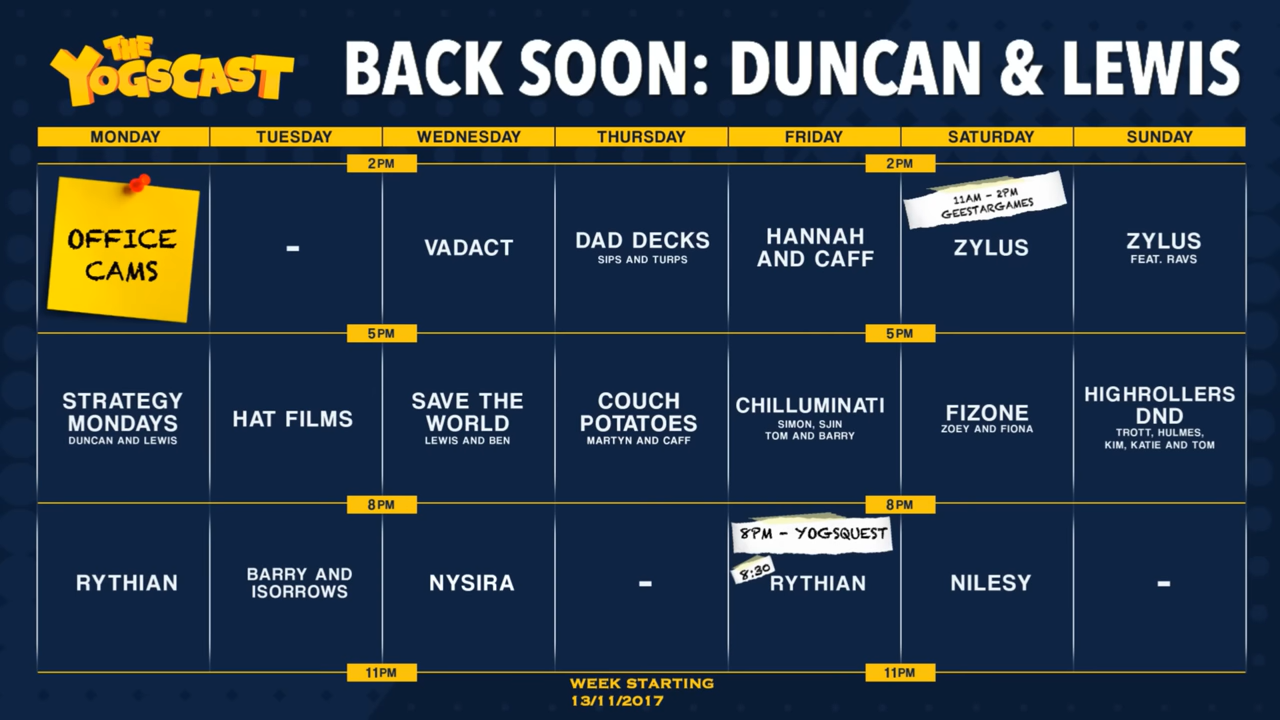 THE
YOGSCAST
BACK SOON: DUNCAN & LEWIS
MONDAY
TUESDAY
WEDNESDAY
THURSDAY
FRIDAY
SATURDAY
SUNDAY
2PM
2PM
OFFICE
CAMS
-
VADACT
DAD DECKS
SIPS AND TURPS
HANNAH
AND CAFF
11AM - 2PM
GEESTARGAMES
ZYLUS
ZYLUS
FEAT. RAVS
5PM
5PM
STRATEGY
MONDAYS
DUNCAN AND LEWIS
HAT FILMS
SAVE THE
WORLD
LEWIS AND BEN
COUCH
POTATOES
MARTYN AND CAFF
CHILLUMINATI
SIMON, SJIN
TOM AND BARRY
FIZONE
ZOEY AND FIONA
HIGHROLLERS
DND
TROTT, HULMES,
KIM, KATIE AND TOM
8PM
8PM
RYTHIAN
BARRY AND
ISORROWS
NYSIRA
-
8PM - YOGSQUEST
8:30
RYTHIAN
NILESY
-
11PM
11PM
WEEK STARTING
13/11/2017